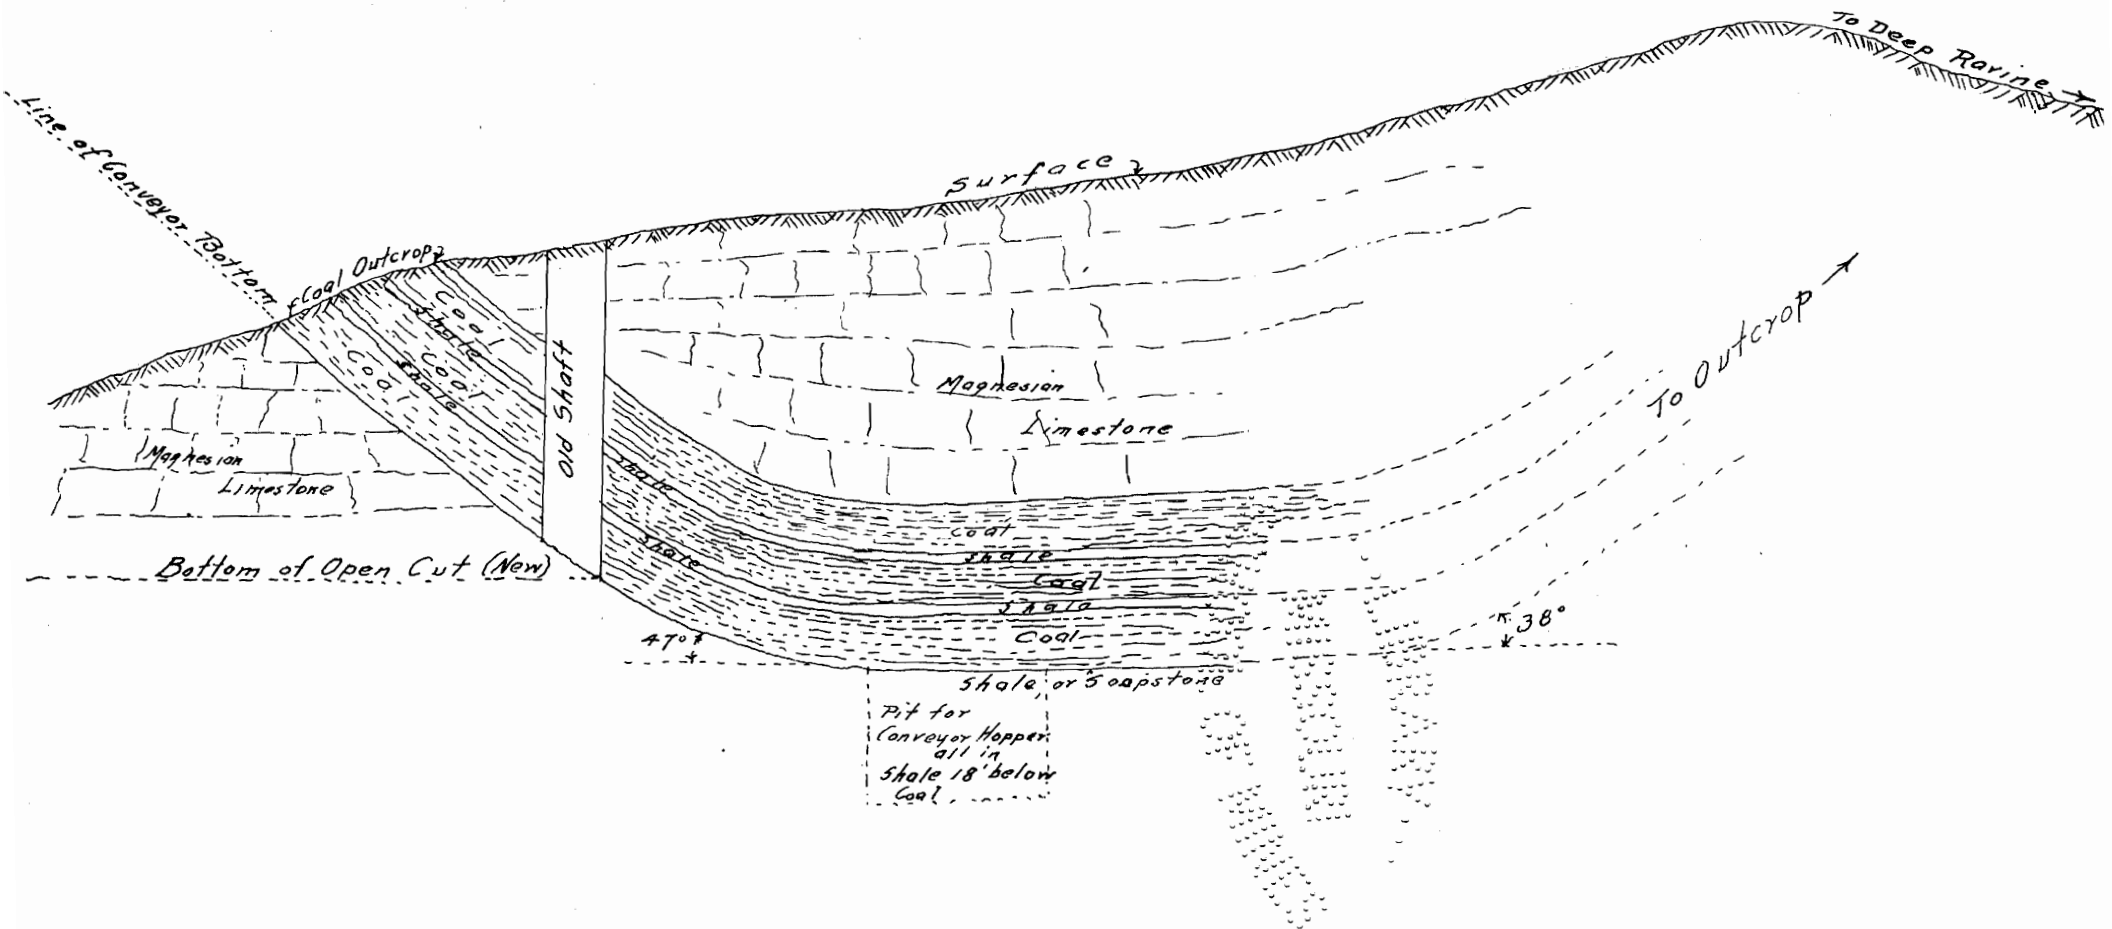 To Deep Ravine
Line of Conveyor Bottom
Surface
Coal Outcrop
Coal
Shale
Coal
Shale
Coal
Old Shaft
To Outcrop
Magnesian
Limestone
Magnesian
Limestone
Shale
Shale
Coal
Shale
Coal
Shale
Coal
Bottom of Open Cut (New)
47°
38°
Shale or Soapstone
Pit for
Conveyor Hopper
all in
Shale 18' below
Coal